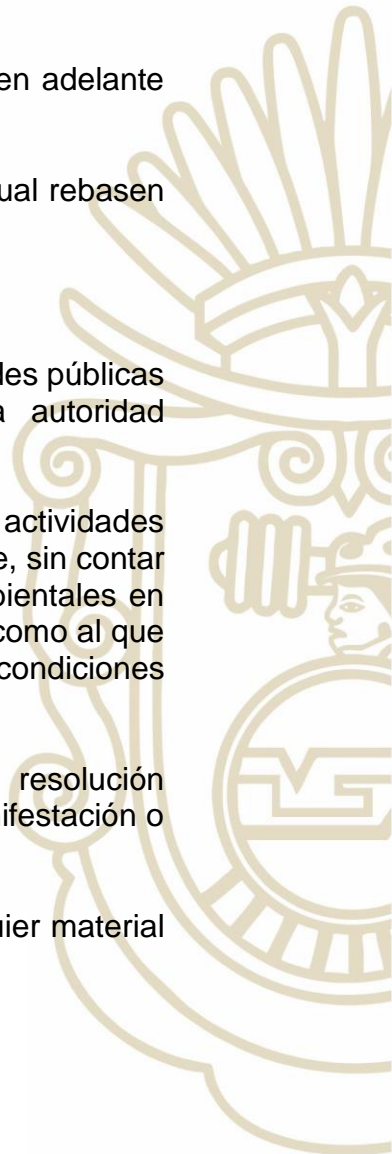 en adelante
ual rebasen
des públicas
a autoridad
actividades
e, sin contar
bientales en
como al que
condiciones
resolución
ifestación o
uier material